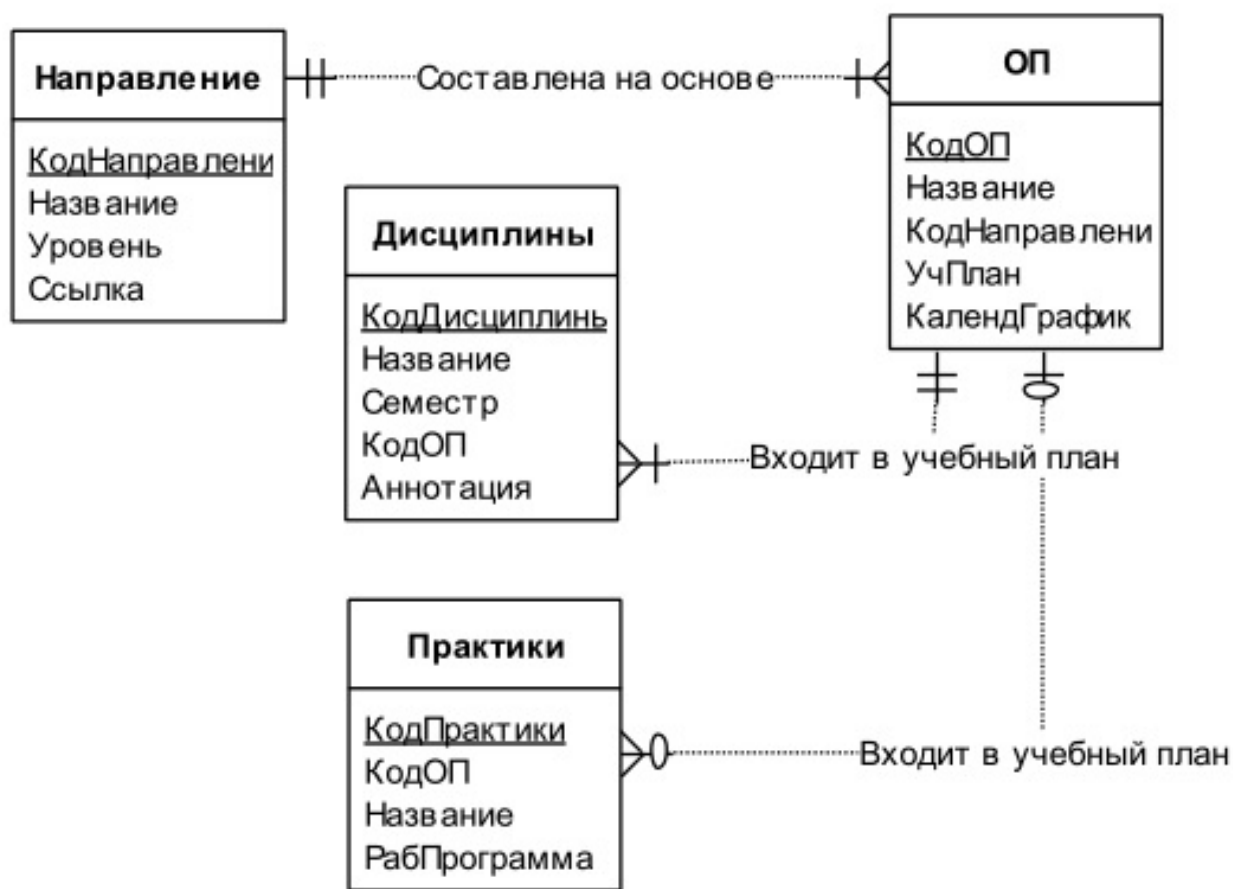 Направление
КодНаправлени
Название
Уровень
Ссылка
Составлена на основе
ОП
КодОП
Название
КодНаправлени
УчПлан
КалендГрафик
Дисциплины
КодДисциплинь
Название
Семестр
КодОП
Аннотация
Входит в учебный план
Практики
КодПрактики
КодОП
Название
РабПрограмма
Входит в учебный план